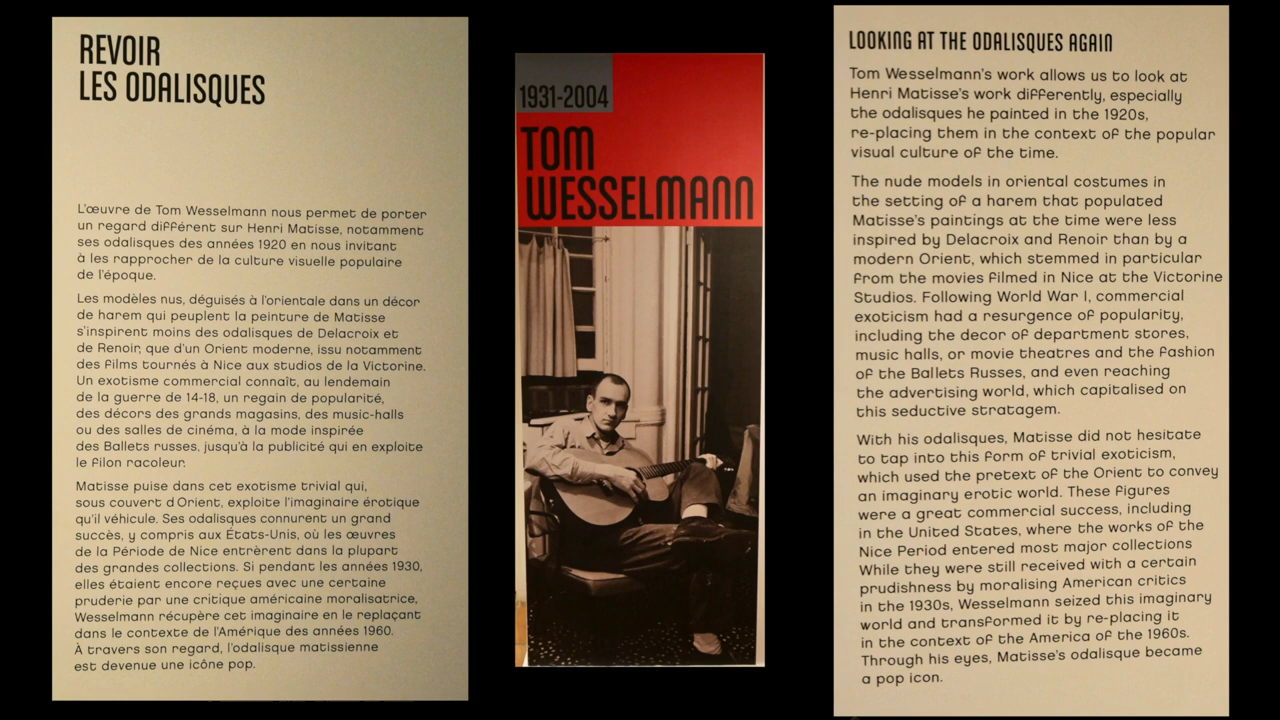 REVOIR
LES ODALISQUES
L'œuvre de Tom Wesselmann nous permet de porter
un regard différent sur Henri Matisse, notamment
ses odalisques des années 1920 en nous invitant
à les rapprocher de la culture visuelle populaire
de l'époque.
Les modèles nus, déguisés à l'orientale dans un décor
de harem qui peuplent la peinture de Matisse
s'inspirent moins des odalisques de Delacroix et
de Renoir, que d'un Orient moderne, issu notamment
des films tournés à Nice aux studios de la Victorine.
Un exotisme commercial connaît, au lendemain
de la guerre de 14-18, un regain de popularité,
des décors des grands magasins, des music-halls
ou des salles de cinéma, à la mode inspirée
des Ballets russes, jusqu'à la publicité qui en exploite
le filon racoleur.
Matisse puise dans cet exotisme trivial qui,
sous couvert d'Orient, exploite l'imaginaire érotique
qu'il véhicule. Ses odalisques connurent un grand
succès, y compris aux États-Unis, où les œuvres
de la Période de Nice entrèrent dans la plupart
des grandes collections. Si pendant les années 1930,
elles étaient encore reçues avec une certaine
pruderie par une critique américaine moralisatrice,
Wesselmann récupère cet imaginaire en le replaçant
dans le contexte de l'Amérique des années 1960.
À travers son regard, l'odalisque matissienne
est devenue une icône pop.
1931-2004
TOM
WESSELMANN
LOOKING AT THE ODALISQUES AGAIN
Tom Wesselmann's work allows us to look at
Henri Matisse's work differently, especially
the odalisques he painted in the 1920s,
re-placing them in the context of the popular
visual culture of the time.
The nude models in oriental costumes in
the setting of a harem that populated
Matisse's paintings at the time were less
inspired by Delacroix and Renoir than by a
modern Orient, which stemmed in particular
from the movies filmed in Nice at the Victorine
Studios. Following World War I, commercial
exoticism had a resurgence of popularity,
including the decor of department stores,
music halls, or movie theatres and the fashion
of the Ballets Russes, and even reaching
the advertising world, which capitalised on
this seductive stratagem.
With his odalisques, Matisse did not hesitate
to tap into this form of trivial exoticism,
which used the pretext of the Orient to convey
an imaginary erotic world. These figures
were a great commercial success, including
in the United States, where the works of the
Nice Period entered most major collections
While they were still received with a certain
prudishness by moralising American critics
in the 1930s, Wesselmann seized this imaginary
world and transformed it by re-placing it
in the context of the America of the 1960s.
Through his eyes, Matisse's odalisque became
a pop icon.